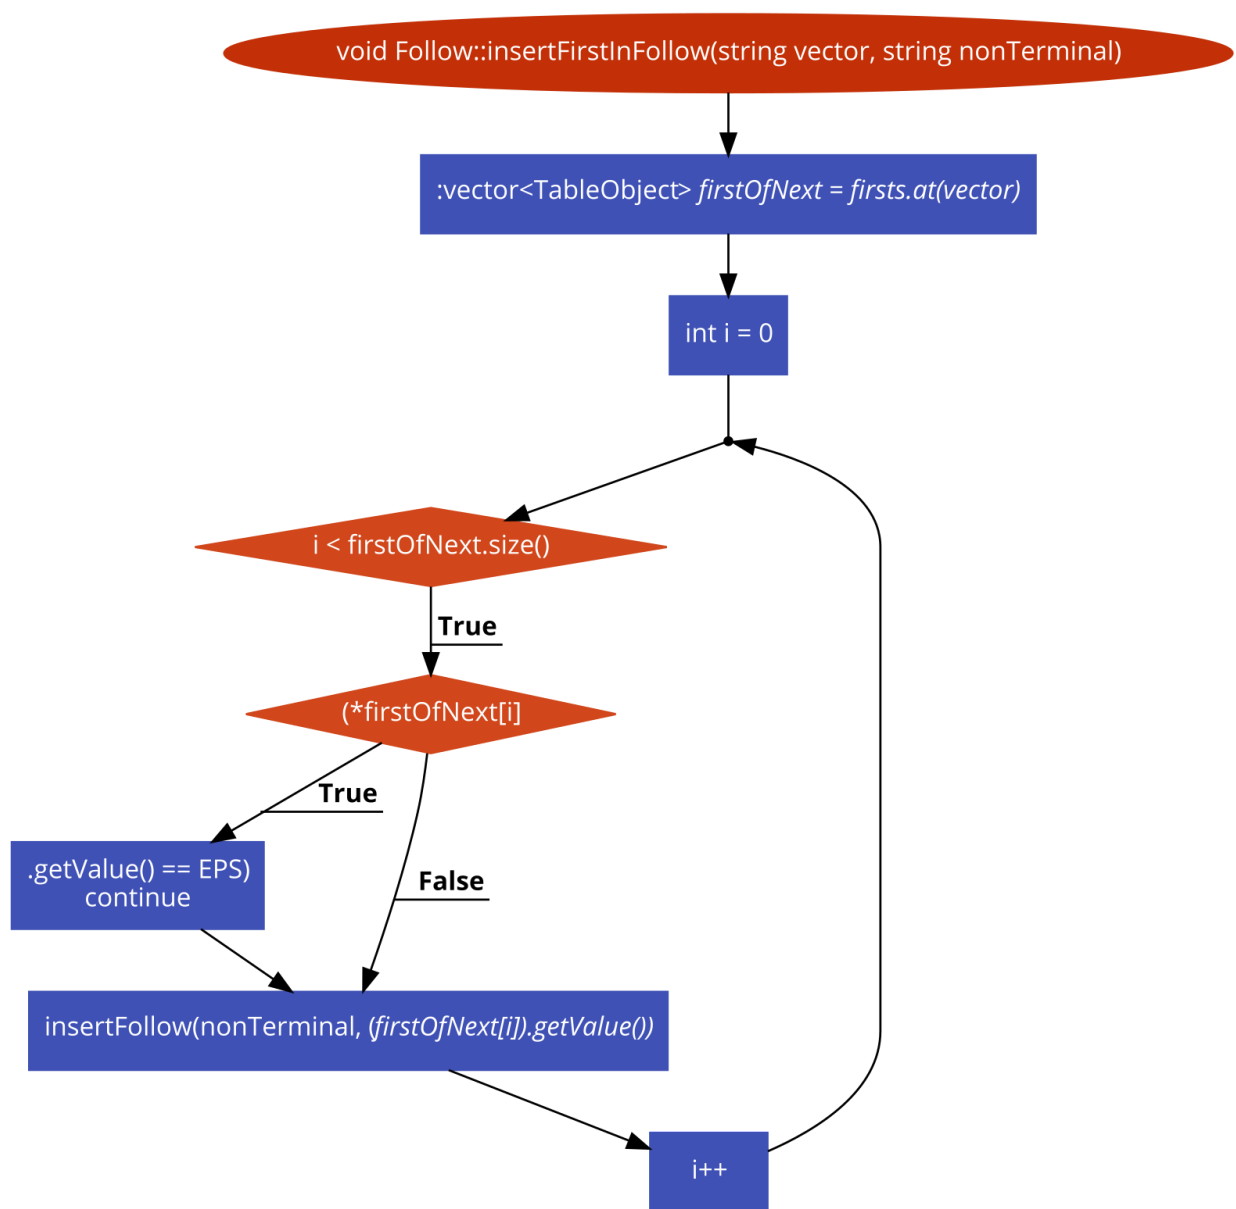 void Follow::insertFirstInFollow(string vector, string nonTerminal)
:vector<TableObject> firstOfNext = firsts.at(vector)
int i = 0
i < firstOfNext.size()
True
(*firstOfNext[i]
True
.getValue() == EPS)
continue
False
insertFollow(nonTerminal, (firstOfNext[i]).getValue())
i++